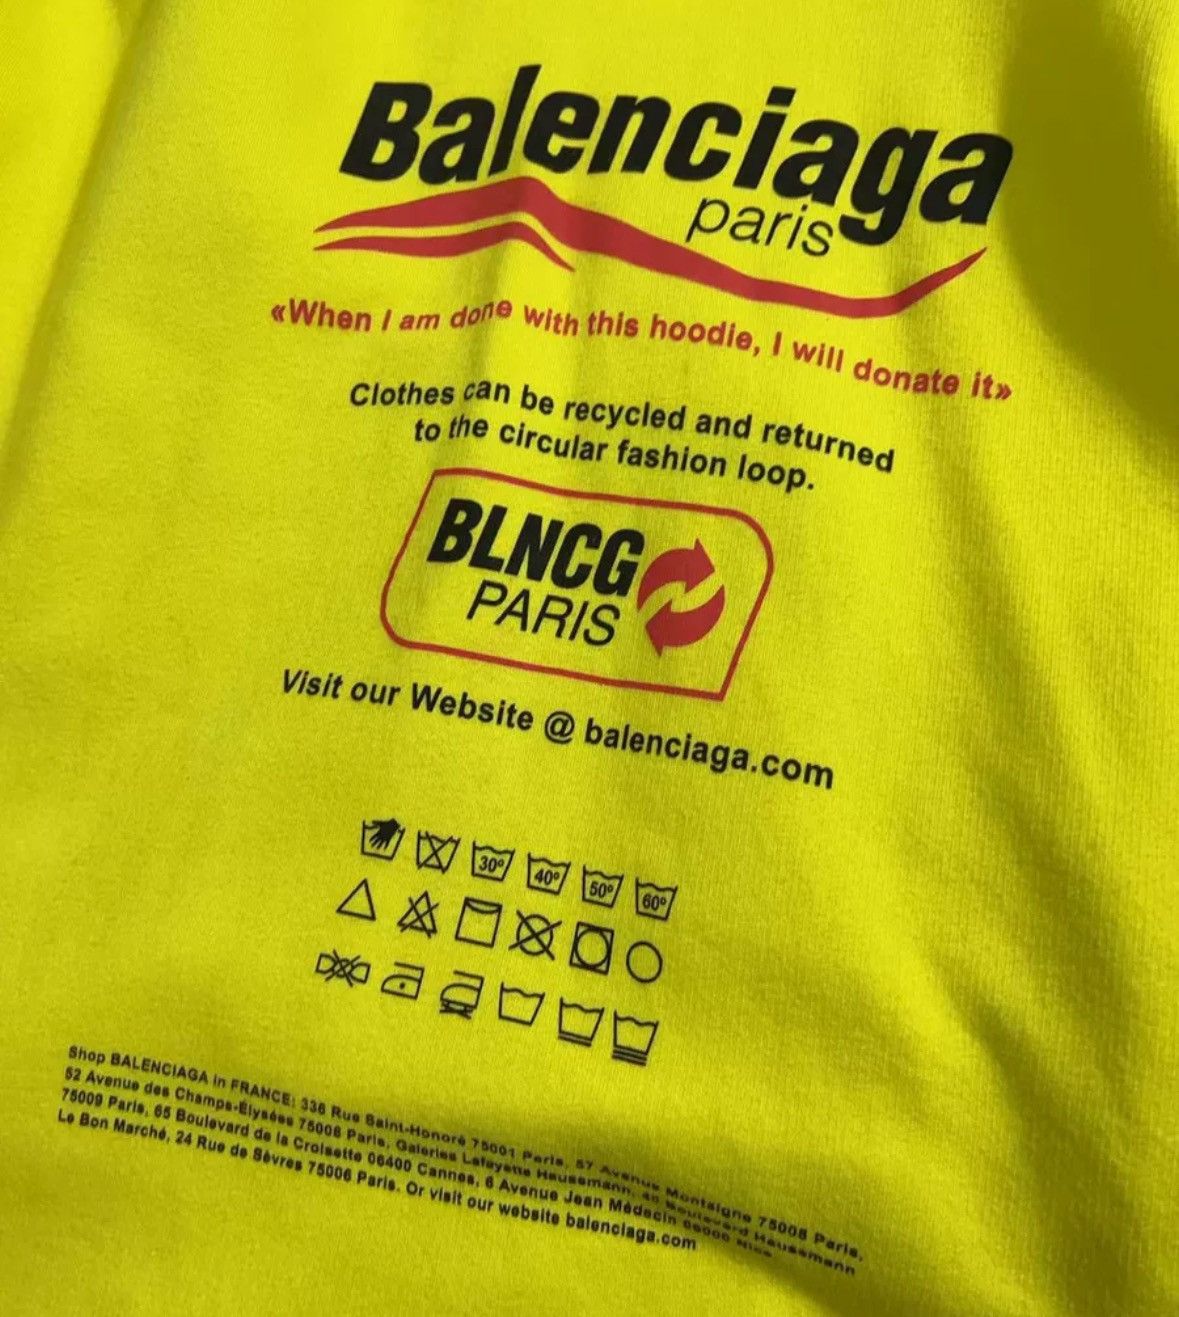 Balenciaga
paris
«When I am done with this hoodie, I will donate it»
Clothes can be recycled and returned
to the circular fashion loop.
BLNCG
PARIS
Visit our Website @ balenciaga.com
30° 40° 50° 60°
Shop BALENCIAGA in FRANCE: 336 Rue Saint-Honoré 75001 Paris, 57 Avenue Montaigne 75008 Paris,
52 Avenue des Champs-Élysées 75008 Paris, Galeries Lafayette Haussmann, 40 Boulevard Haussmann
75009 Paris, 65 Boulevard de la Croisette 06400 Cannes, 6 Avenue Jean Médecin 06000 Nice
Le Bon Marché, 24 Rue de Sèvres 75006 Paris. Or visit our website balenciaga.com